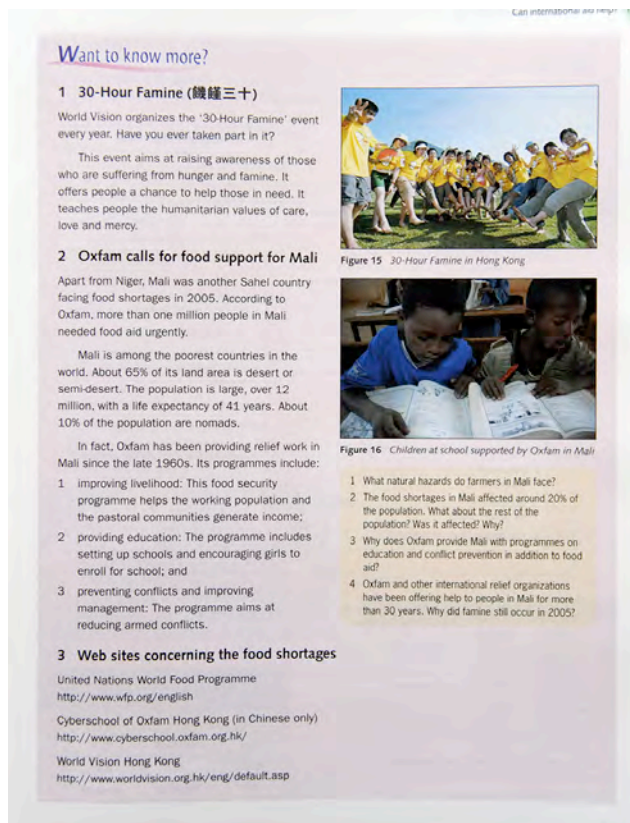 Can international aid help?
Want to know more?
1 30-Hour Famine (饑饉三十)
World Vision organizes the '30-Hour Famine' event
every year. Have you ever taken part in it?
This event aims at raising awareness of those
who are suffering from hunger and famine. It
offers people a chance to help those in need. It
teaches people the humanitarian values of care,
love and mercy.
2 Oxfam calls for food support for Mali
Apart from Niger, Mali was another Sahel country
facing food shortages in 2005. According to
Oxfam, more than one million people in Mali
needed food aid urgently.
Mali is among the poorest countries in the
world. About 65% of its land area is desert or
semi-desert. The population is large, over 12
million, with a life expectancy of 41 years. About
10% of the population are nomads.
In fact, Oxfam has been providing relief work in
Mali since the late 1960s. Its programmes include:
1 improving livelihood: This food security
programme helps the working population and
the pastoral communities generate income;
2 providing education: The programme includes
setting up schools and encouraging girls to
enroll for school; and
3 preventing conflicts and improving
management: The programme aims at
reducing armed conflicts.
3 Web sites concerning the food shortages
United Nations World Food Programme
http://www.wfp.org/english
Cyberschool of Oxfam Hong Kong (in Chinese only)
http://www.cyberschool.oxfam.org.hk/
World Vision Hong Kong
http://www.worldvision.org.hk/eng/default.asp
Figure 15 30-Hour Famine in Hong Kong
Figure 16 Children at school supported by Oxfam in Mali
1 What natural hazards do farmers in Mali face?
2 The food shortages in Mali affected around 20% of
the population. What about the rest of the
population? Was it affected? Why?
3 Why does Oxfam provide Mali with programmes on
education and conflict prevention in addition to food
aid?
4 Oxfam and other international relief organizations
have been offering help to people in Mali for more
than 30 years. Why did famine still occur in 2005?